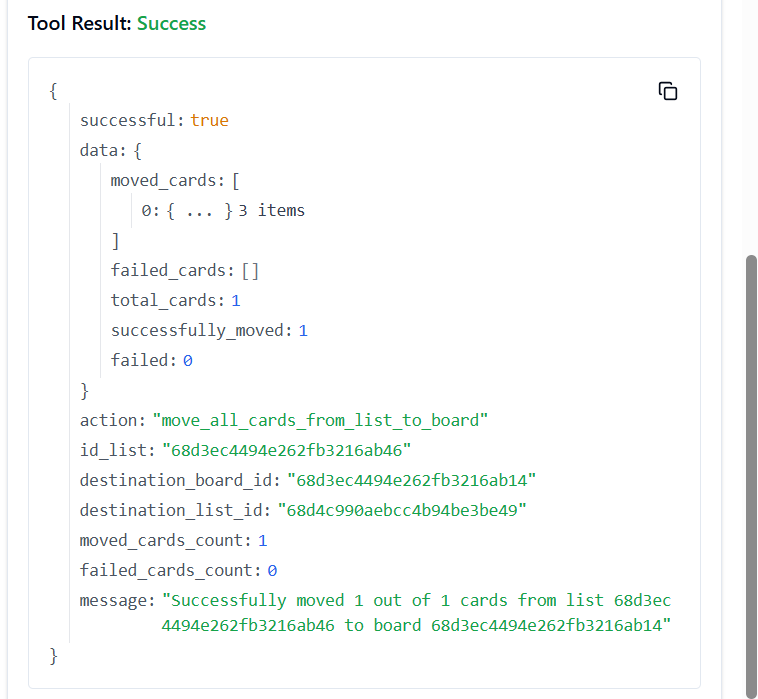 Tool Result: Success
{
successful: true
data: {
moved_cards: [
0: { ... } 3 items
]
failed_cards: []
total_cards: 1
successfully_moved: 1
failed: 0
}
action: "move_all_cards_from_list_to_board"
id_list: "68d3ec4494e262fb3216ab46"
destination_board_id: "68d3ec4494e262fb3216ab14"
destination_list_id: "68d4c990aebcc4b94be3be49"
moved_cards_count: 1
failed_cards_count: 0
message: "Successfully moved 1 out of 1 cards from list 68d3ec
4494e262fb3216ab46 to board 68d3ec4494e262fb3216ab14"
}